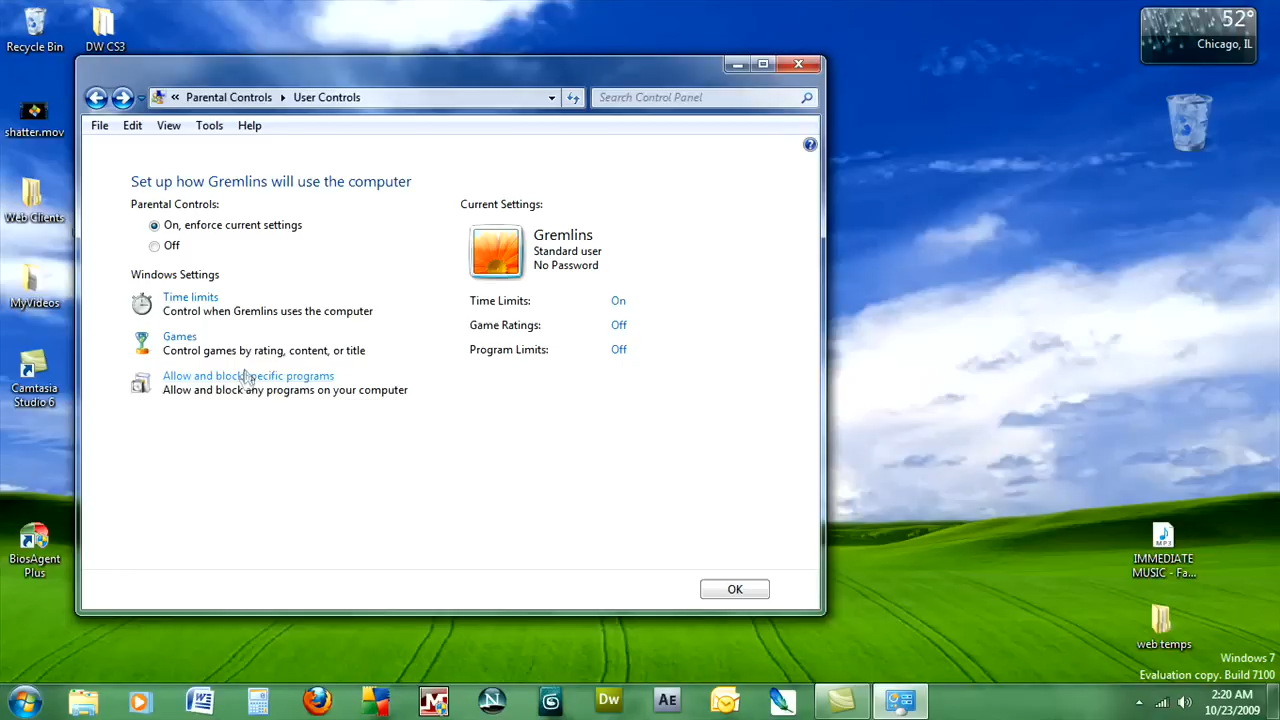 Recycle Bin
DW CS3
52°
Chicago, IL
shatter.mov
Web Clients
MyVideos
Camtasia
Studio 6
BiosAgent
Plus
Parental Controls
User Controls
Search Control Panel
File Edit View Tools Help
Set up how Gremlins will use the computer
Parental Controls:
On, enforce current settings
Off
Windows Settings
Time limits
Control when Gremlins uses the computer
Games
Control games by rating, content, or title
Allow and block specific programs
Allow and block any programs on your computer
Current Settings:
Gremlins
Standard user
No Password
Time Limits: On
Game Ratings: Off
Program Limits: Off
OK
IMMEDIATE
MUSIC - Fa...
web temps
Windows 7
Evaluation copy. Build 7100
Dw
AE
2:20 AM
10/23/2009